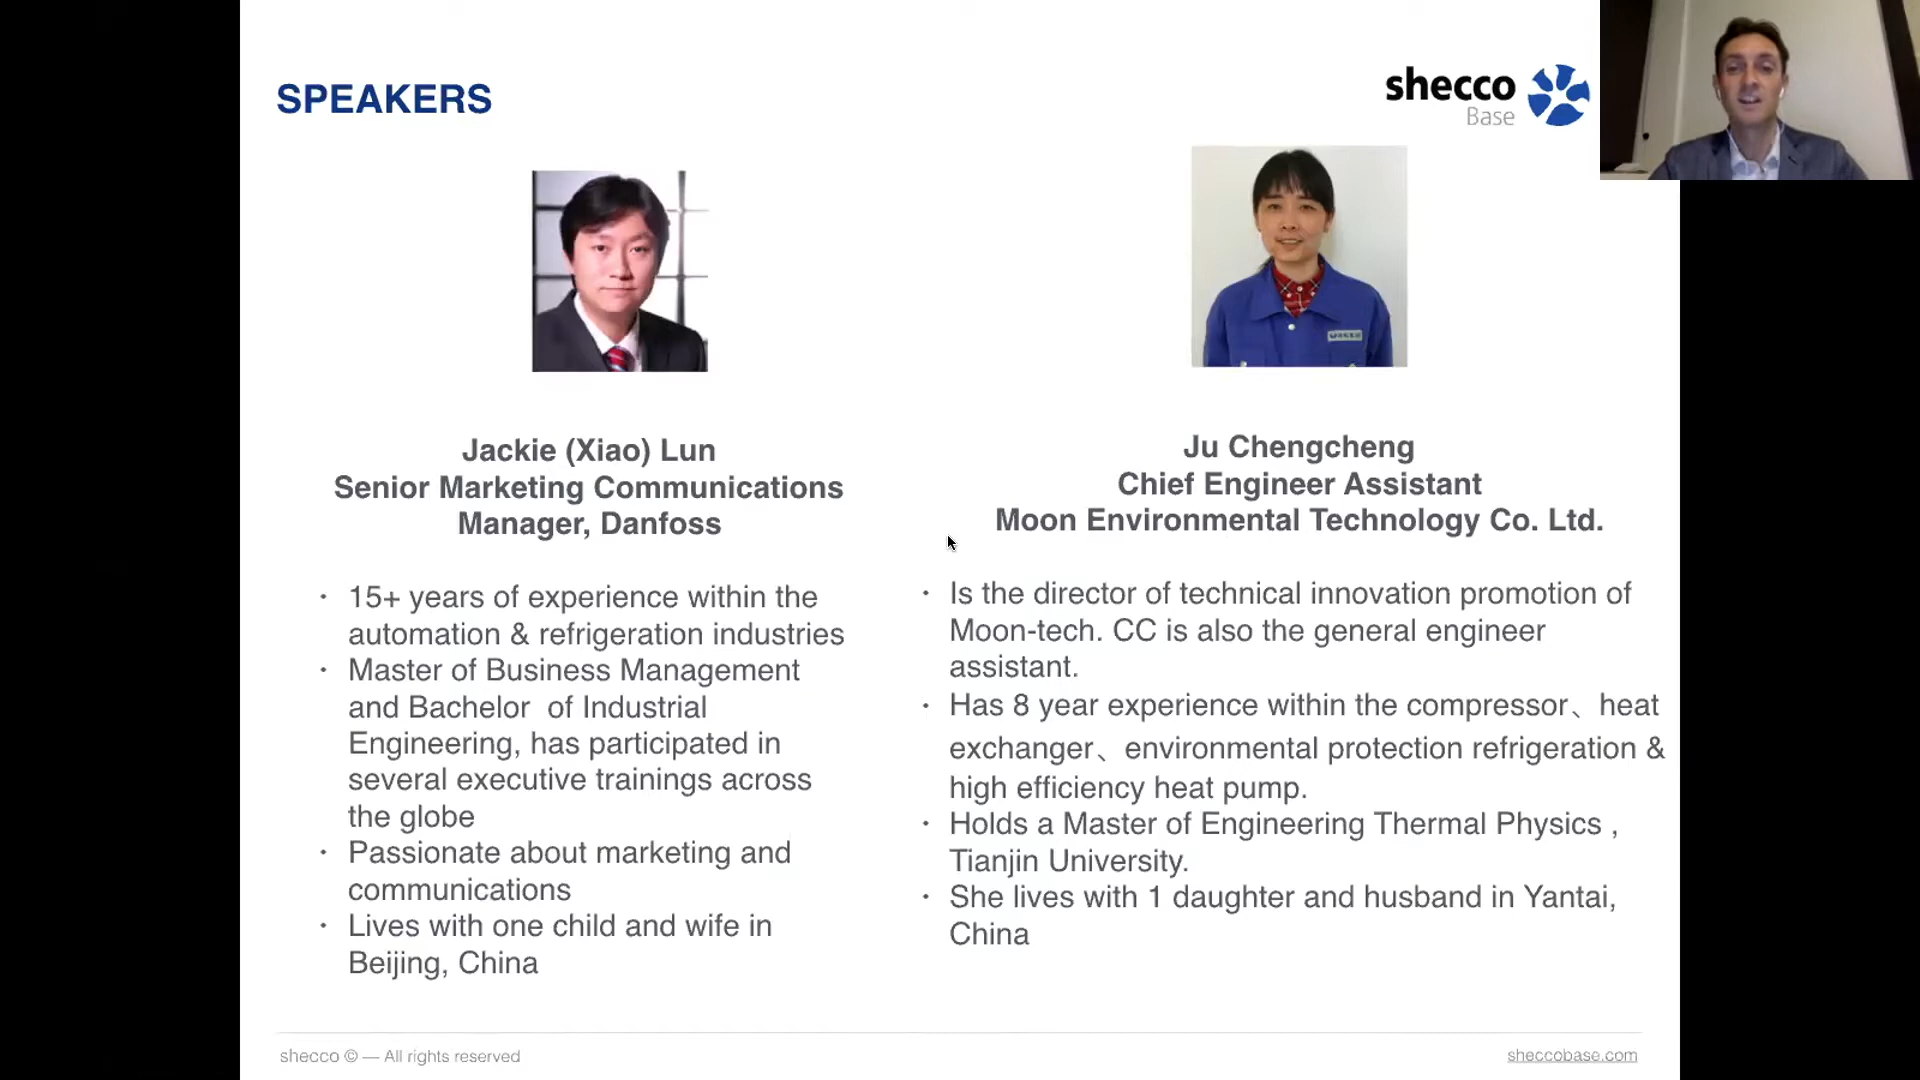 SPEAKERS
shecco
Base
Jackie (Xiao) Lun
Senior Marketing Communications
Manager, Danfoss
• 15+ years of experience within the
automation & refrigeration industries
• Master of Business Management
and Bachelor  of Industrial
Engineering, has participated in
several executive trainings across
the globe
• Passionate about marketing and
communications
• Lives with one child and wife in
Beijing, China
Ju Chengcheng
Chief Engineer Assistant
Moon Environmental Technology Co. Ltd.
• Is the director of technical innovation promotion of
Moon-tech. CC is also the general engineer
assistant.
• Has 8 year experience within the compressor、heat
exchanger、environmental protection refrigeration &
high efficiency heat pump.
• Holds a Master of Engineering Thermal Physics ,
Tianjin University.
• She lives with 1 daughter and husband in Yantai,
China
shecco © — All rights reserved
sheccobase.com